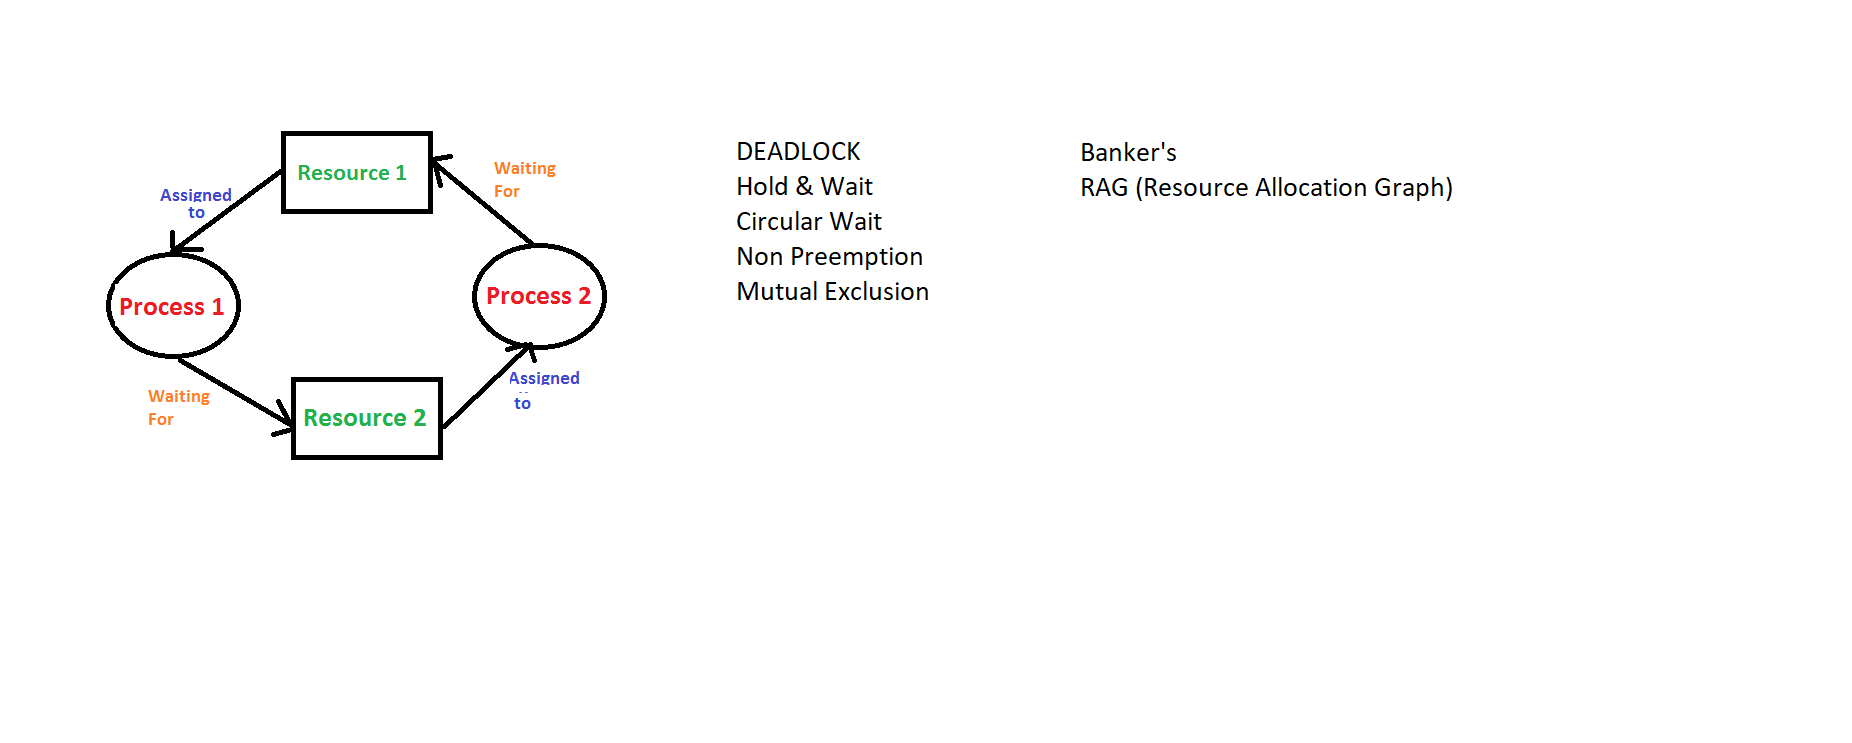 Resource 1
Assigned
to
Waiting
For
Process 1
Process 2
Waiting
For
Resource 2
Assigned
to
DEADLOCK
Hold & Wait
Circular Wait
Non Preemption
Mutual Exclusion
Banker's
RAG (Resource Allocation Graph)